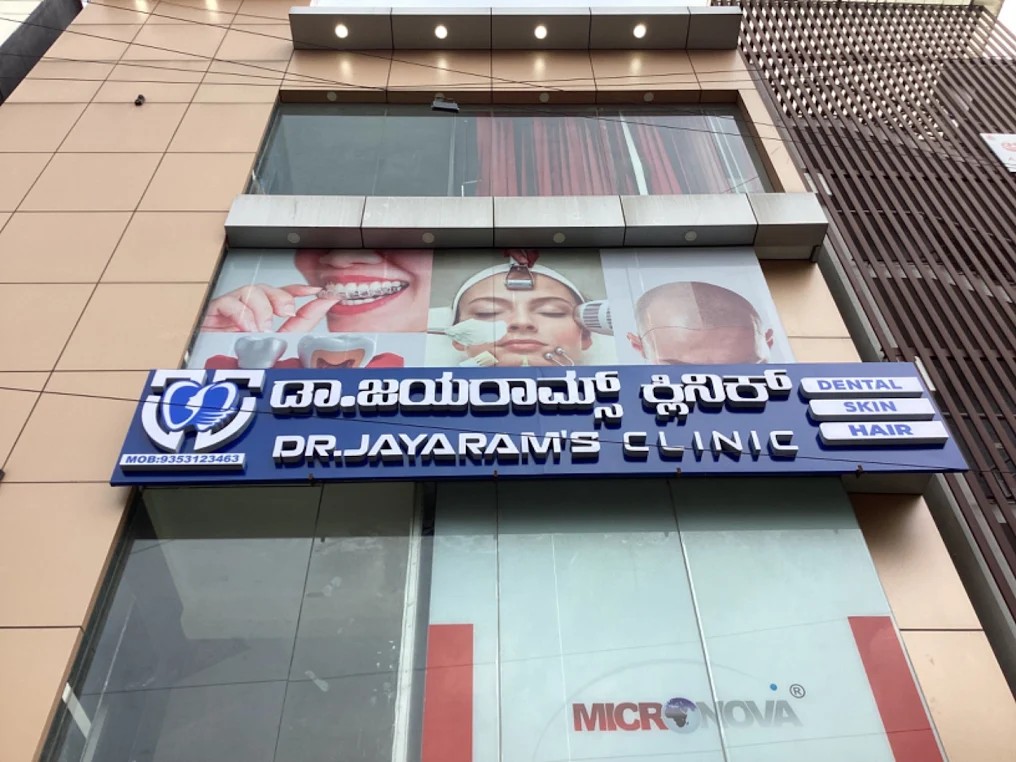 ಡಾ.ಜಯರಾಮ್ಸ್ ಕ್ಲಿನಿಕ್
DR.JAYARAM'S CLINIC
DENTAL
SKIN
HAIR
MOB:9353123463
MICRONOVA®